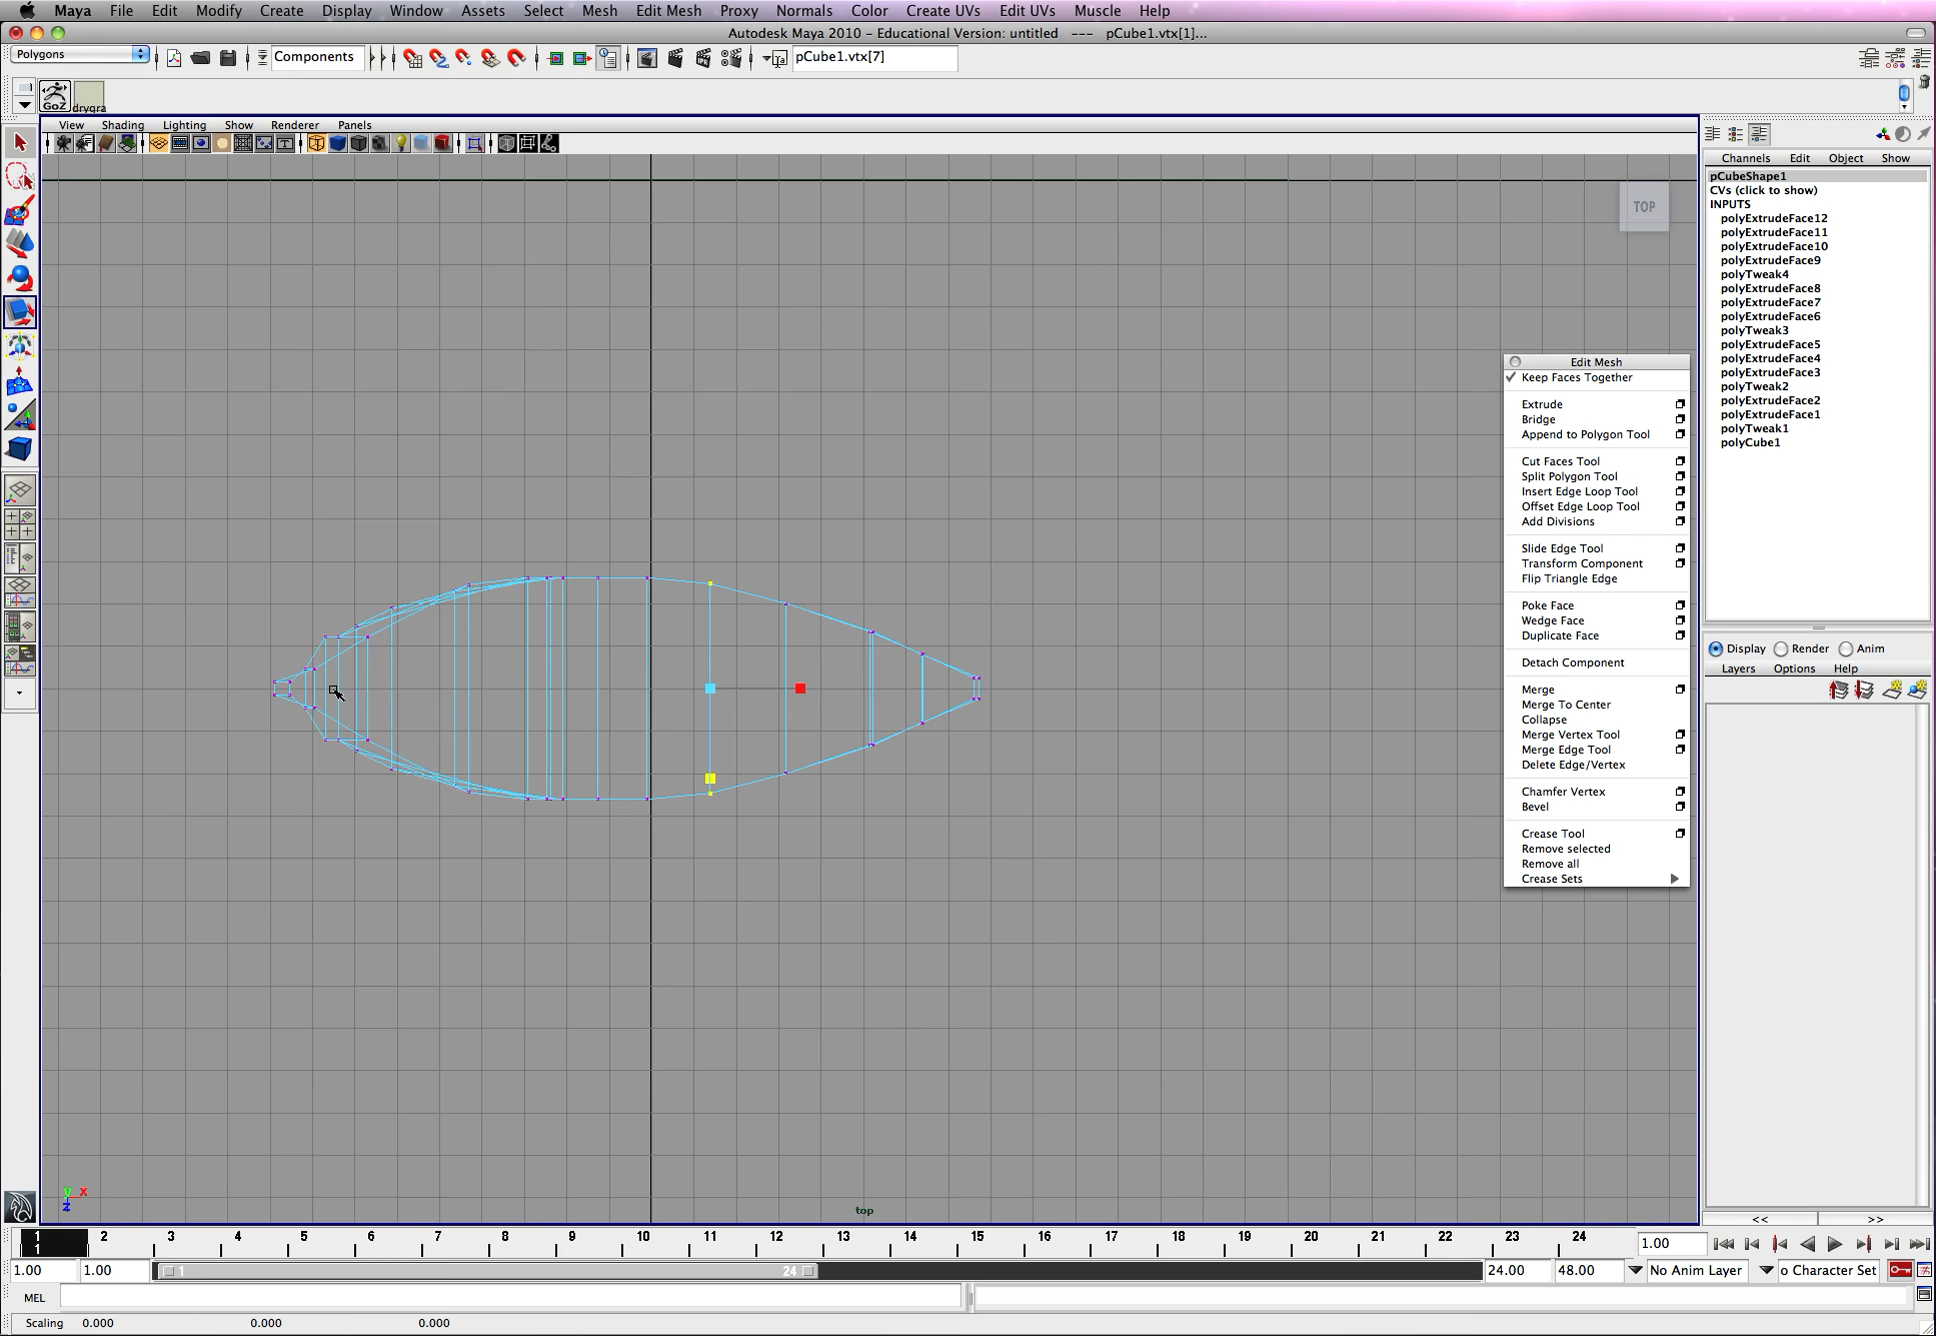 Maya File Edit Modify Create Display Window Assets Select Mesh Edit Mesh Proxy Normals Color Create UVs Edit UVs Muscle Help
Autodesk Maya 2010 - Educational Version: untitled --- pCube1.vtx[1]...
Polygons Components pCube1.vtx[7]
GoZ drygra
View Shading Lighting Show Renderer Panels
TOP
Channels Edit Object Show
pCubeShape1
CVs (click to show)
INPUTS
polyExtrudeFace12
polyExtrudeFace11
polyExtrudeFace10
polyExtrudeFace9
polyTweak4
polyExtrudeFace8
polyExtrudeFace7
polyExtrudeFace6
polyTweak3
polyExtrudeFace5
polyExtrudeFace4
polyExtrudeFace3
polyTweak2
polyExtrudeFace2
polyExtrudeFace1
polyTweak1
polyCube1
Edit Mesh
Keep Faces Together
Extrude
Bridge
Append to Polygon Tool
Cut Faces Tool
Split Polygon Tool
Insert Edge Loop Tool
Offset Edge Loop Tool
Add Divisions
Slide Edge Tool
Transform Component
Flip Triangle Edge
Poke Face
Wedge Face
Duplicate Face
Detach Component
Merge
Merge To Center
Collapse
Merge Vertex Tool
Merge Edge Tool
Delete Edge/Vertex
Chamfer Vertex
Bevel
Crease Tool
Remove selected
Remove all
Crease Sets
Display Render Anim
Layers Options Help
y x
z
top
<< >>
1 2 3 4 5 6 7 8 9 10 11 12 13 14 15 16 17 18 19 20 21 22 23 24 1.00
1
1.00 1.00 1 24 24.00 48.00 No Anim Layer o Character Set
MEL
Scaling 0.000 0.000 0.000